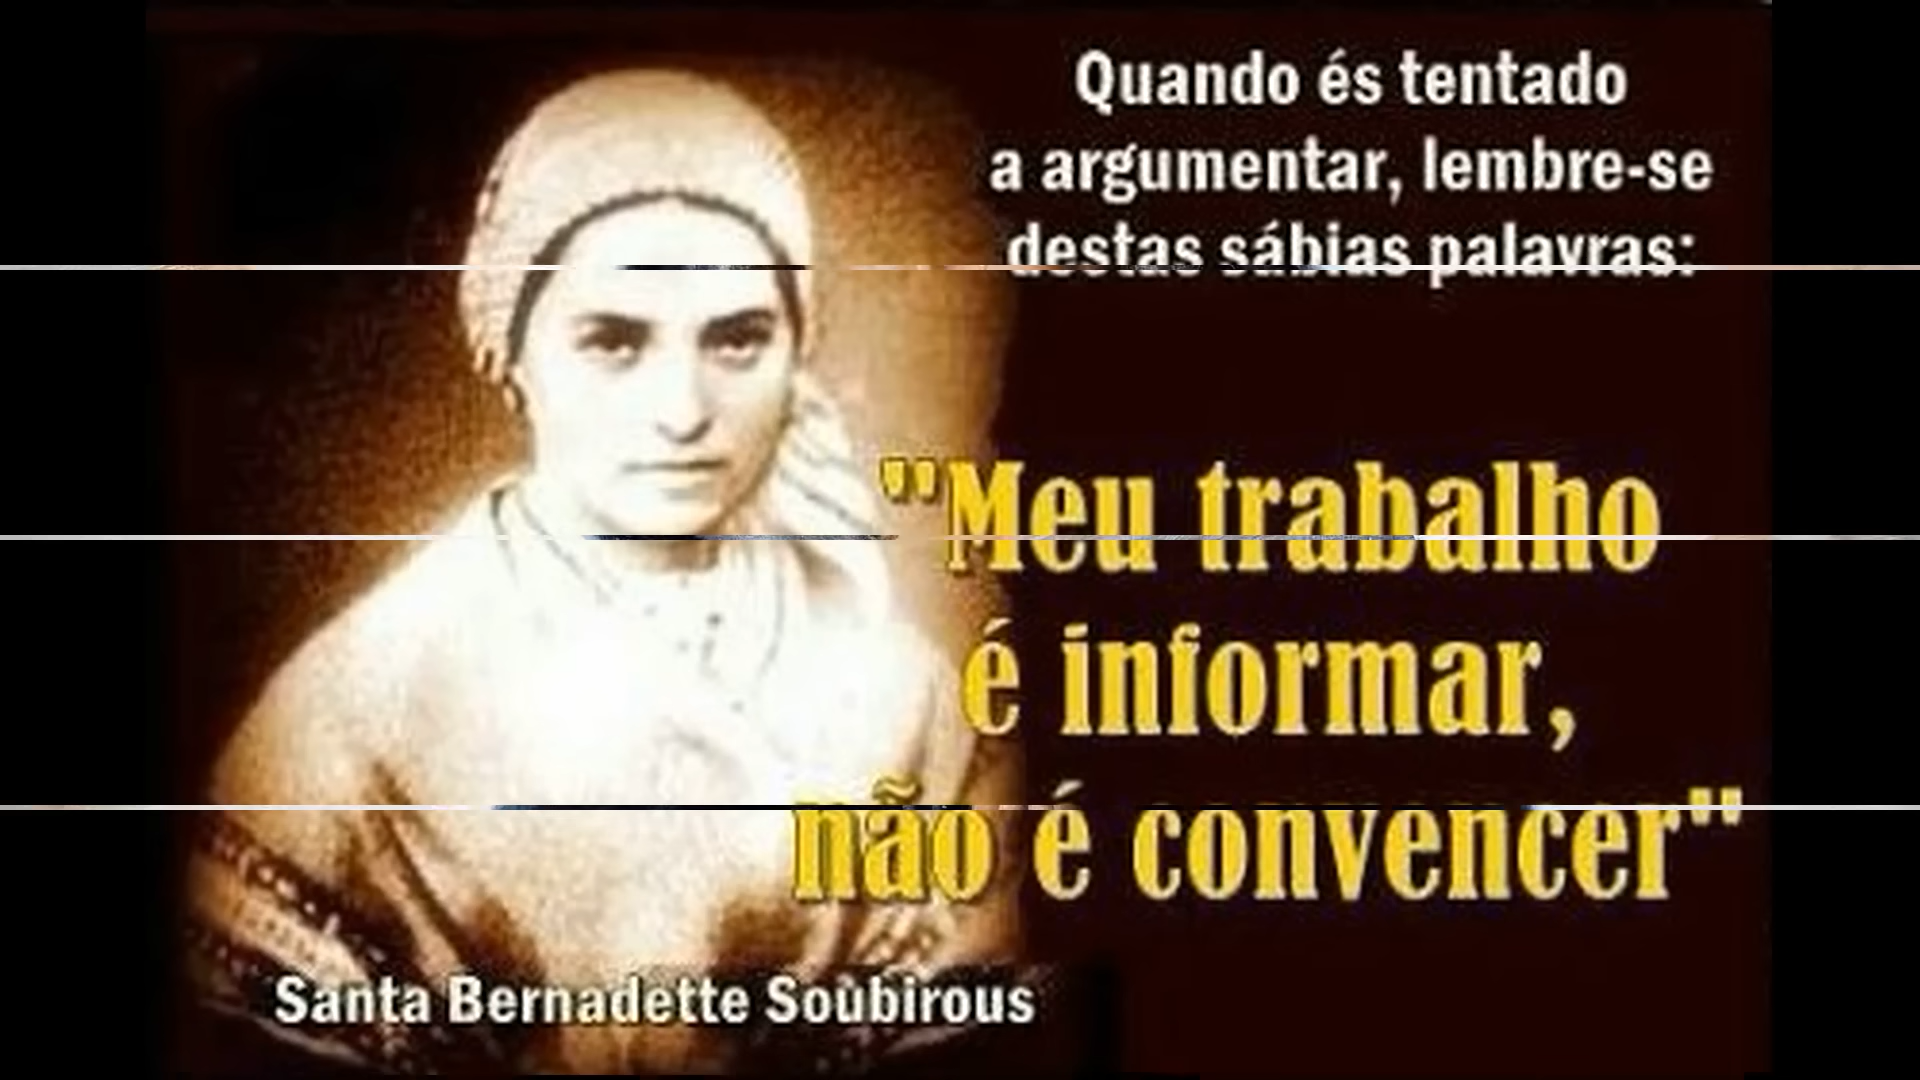 Quando és tentado
a argumentar, lembre-se
destas sábias palavras:
"Meu trabalho
é informar,
não é convencer"
Santa Bernadette Soubirous